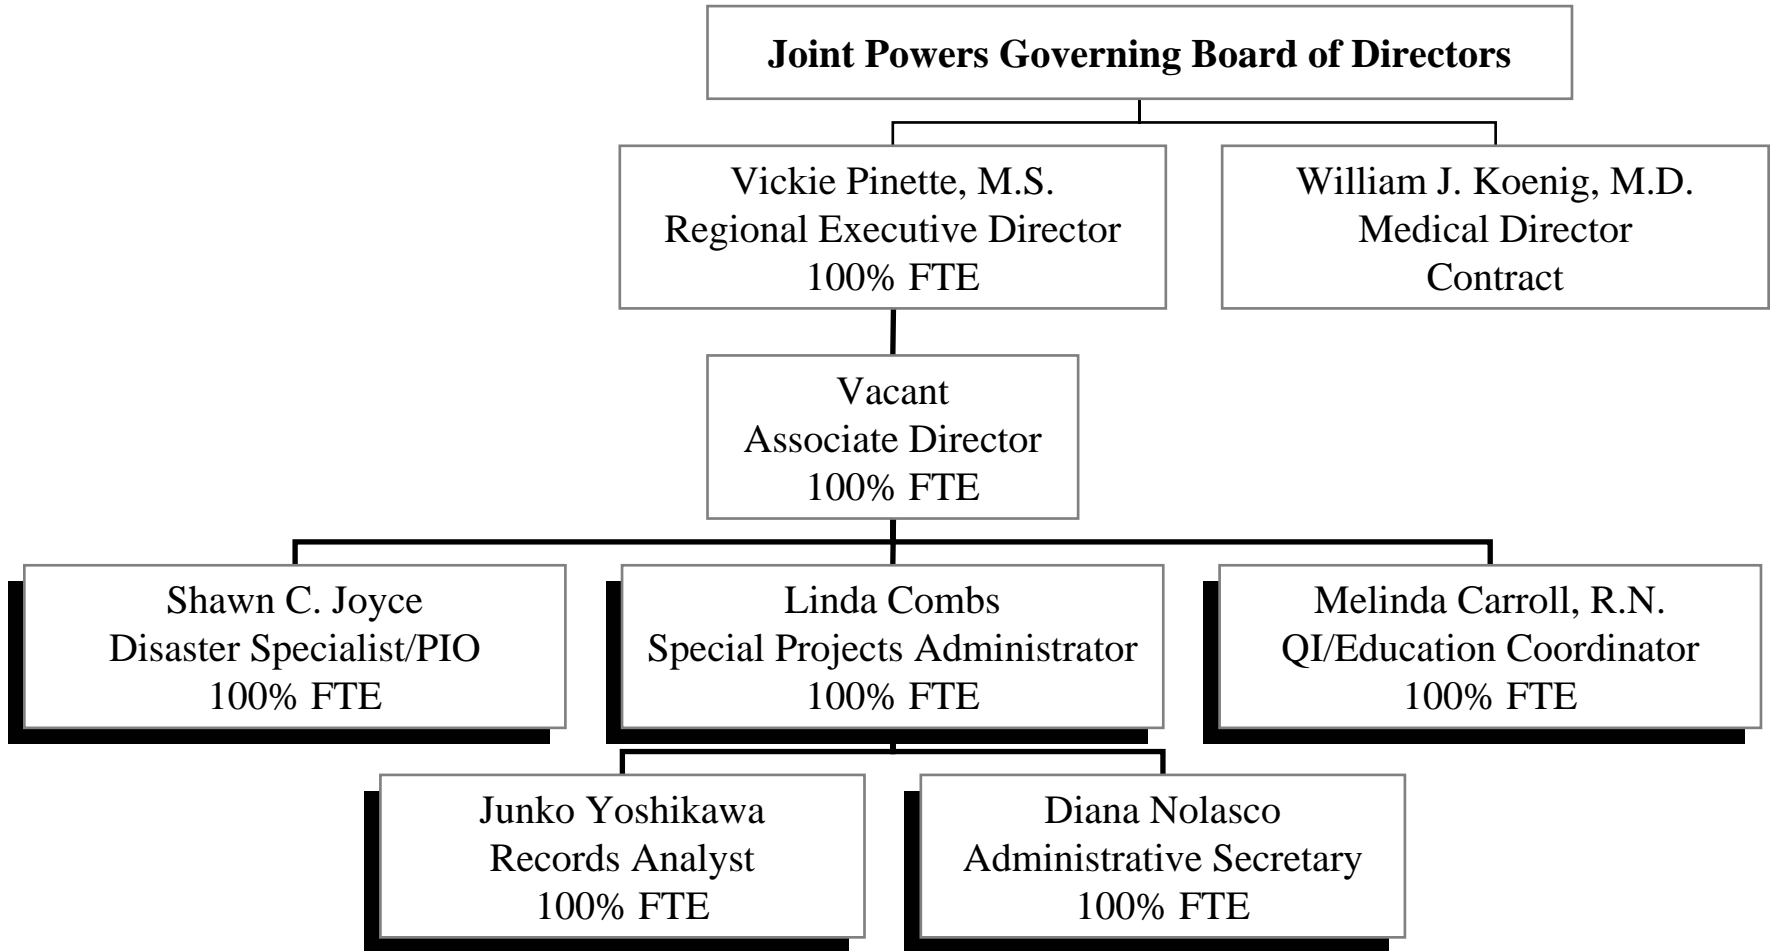 Joint Powers Governing Board of Directors
Vickie Pinette, M.S.
Regional Executive Director
100% FTE
William J. Koenig, M.D.
Medical Director
Contract
Vacant
Associate Director
100% FTE
Shawn C. Joyce
Disaster Specialist/PIO
100% FTE
Linda Combs
Special Projects Administrator
100% FTE
Melinda Carroll, R.N.
QI/Education Coordinator
100% FTE
Junko Yoshikawa
Records Analyst
100% FTE
Diana Nolasco
Administrative Secretary
100% FTE